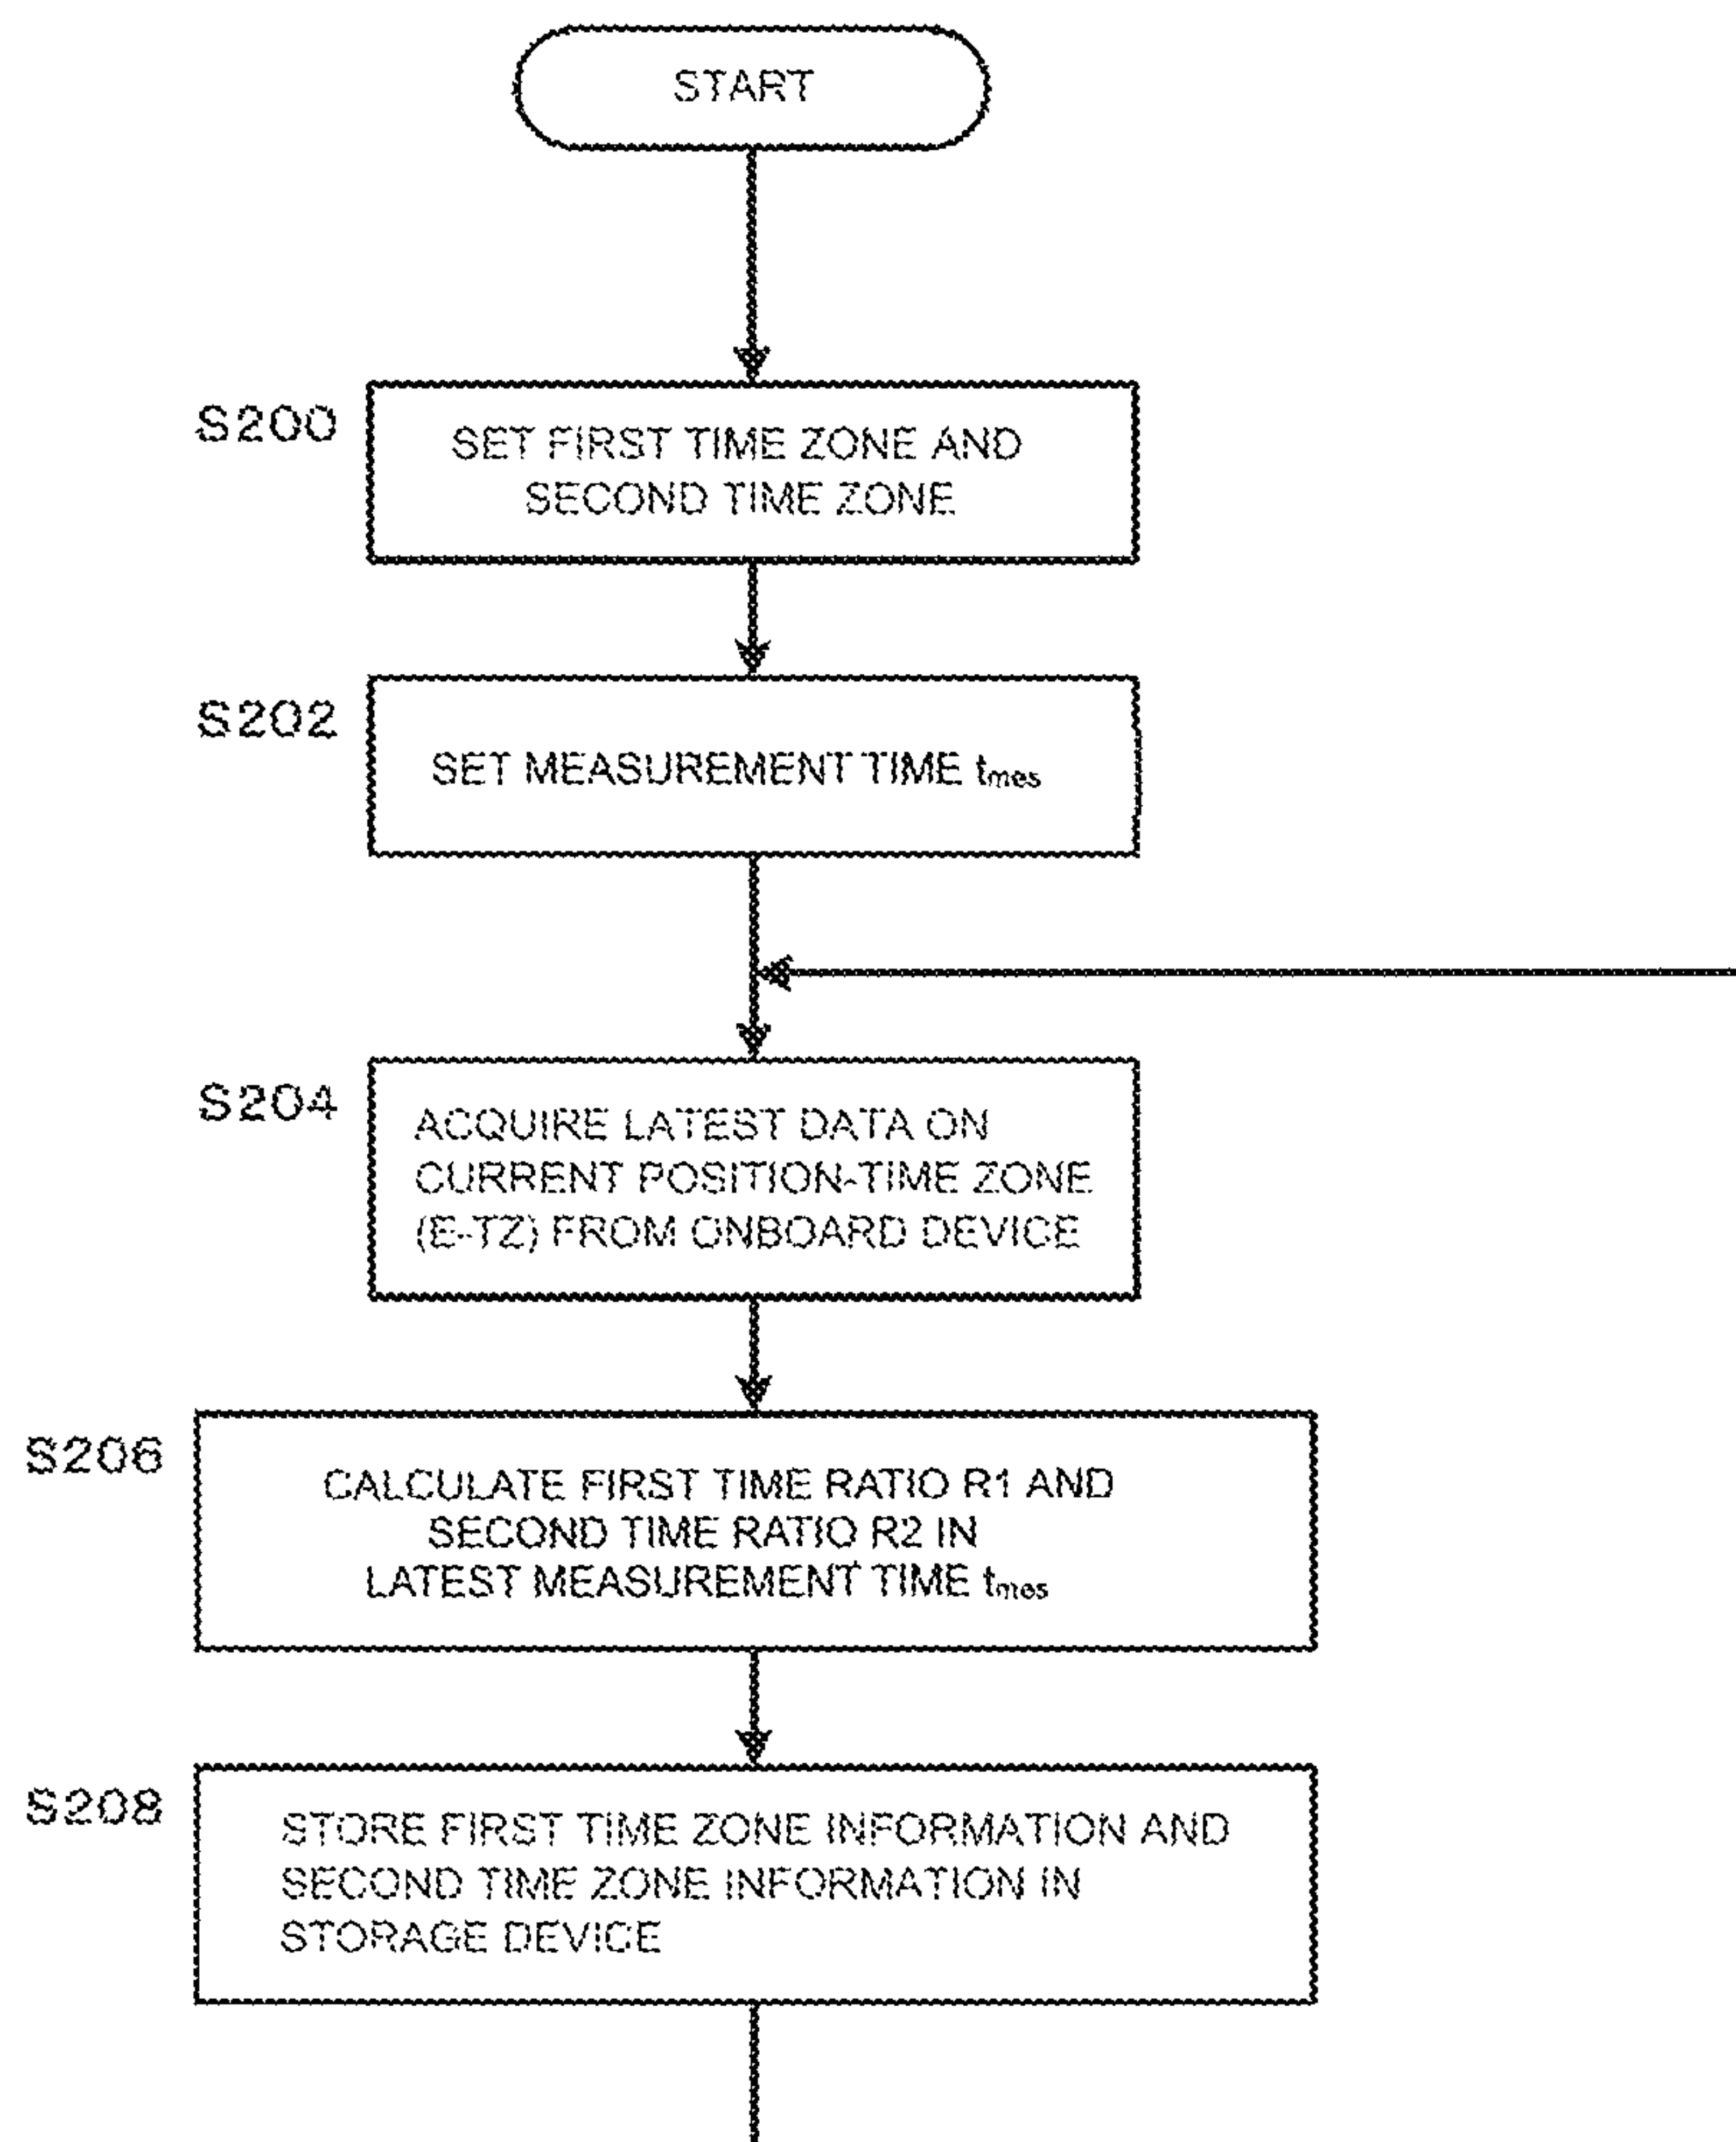 START
S200
SET FIRST TIME ZONE AND
SECOND TIME ZONE
S202
SET MEASUREMENT TIME tmes
S204
ACQUIRE LATEST DATA ON
CURRENT POSITION-TIME ZONE
(E-TZ) FROM ONBOARD DEVICE
S206
CALCULATE FIRST TIME RATIO R1 AND
SECOND TIME RATIO R2 IN
LATEST MEASUREMENT TIME tmes
S208
STORE FIRST TIME ZONE INFORMATION AND
SECOND TIME ZONE INFORMATION IN
STORAGE DEVICE